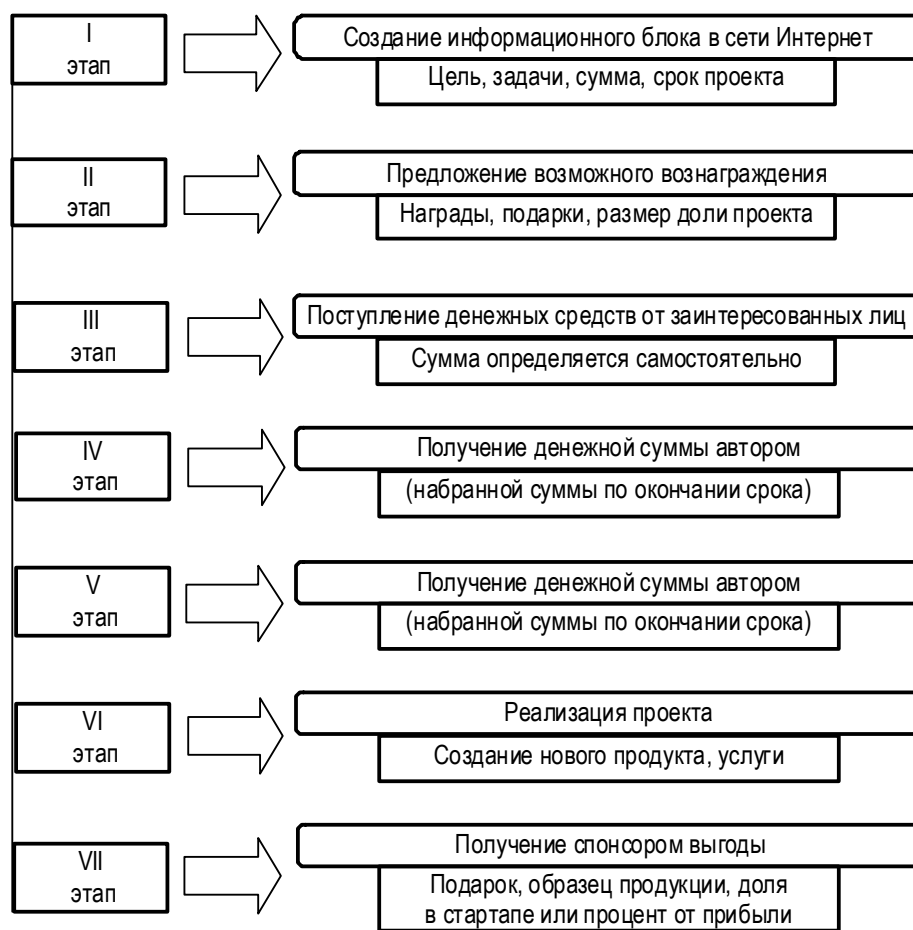 I
этап
Создание информационного блока в сети Интернет
Цель, задачи, сумма, срок проекта
II
этап
Предложение возможного вознаграждения
Награды, подарки, размер доли проекта
III
этап
Поступление денежных средств от заинтересованных лиц
Сумма определяется самостоятельно
IV
этап
Получение денежной суммы автором
(набранной суммы по окончании срока)
V
этап
Получение денежной суммы автором
(набранной суммы по окончании срока)
VI
этап
Реализация проекта
Создание нового продукта, услуги
VII
этап
Получение спонсором выгоды
Подарок, образец продукции, доля
в стартапе или процент от прибыли